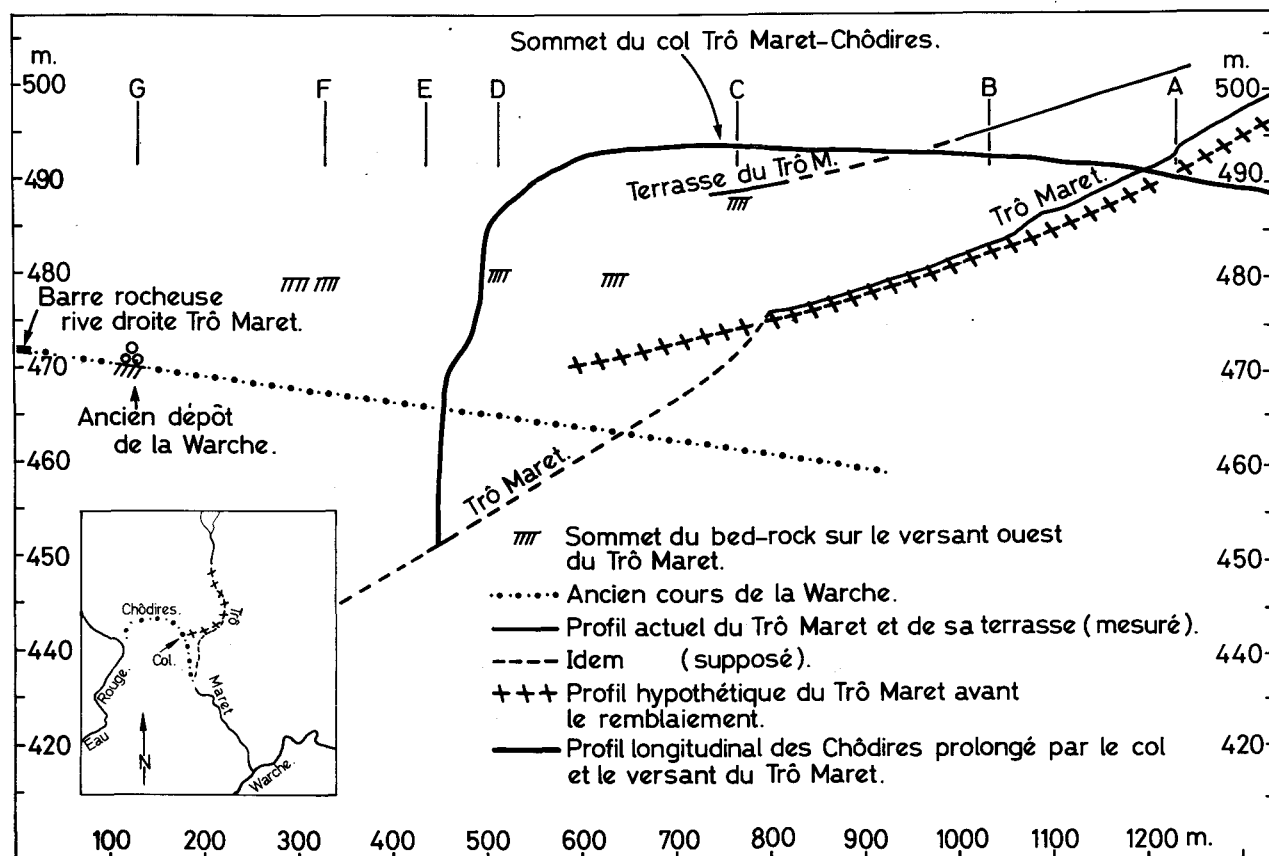 Sommet du col Trô Maret-Chôdires.
m.
m.
500
G
F
E
D
C
B
A
500
490
Terrasse du Trô M.
Trô Maret.
490
480
480
Barre rocheuse
rive droite Trô Maret.
470
470
Ancien dépôt
de la Warche.
460
Trô Maret.
460
450
Sommet du bed-rock sur le versant ouest
du Trô Maret.
450
Ancien cours de la Warche.
Profil actuel du Trô Maret et de sa terrasse (mesuré).
440
Idem (supposé).
440
Profil hypothétique du Trô Maret avant
le remblaiement.
430
430
Profil longitudinal des Chôdires prolongé par le col
et le versant du Trô Maret.
420
420
Chôdires.
Trô
Col.
Rouge.
Maret
Eau
N
Warche.
100
200
300
400
500
600
700
800
900
1000
1100
1200 m.